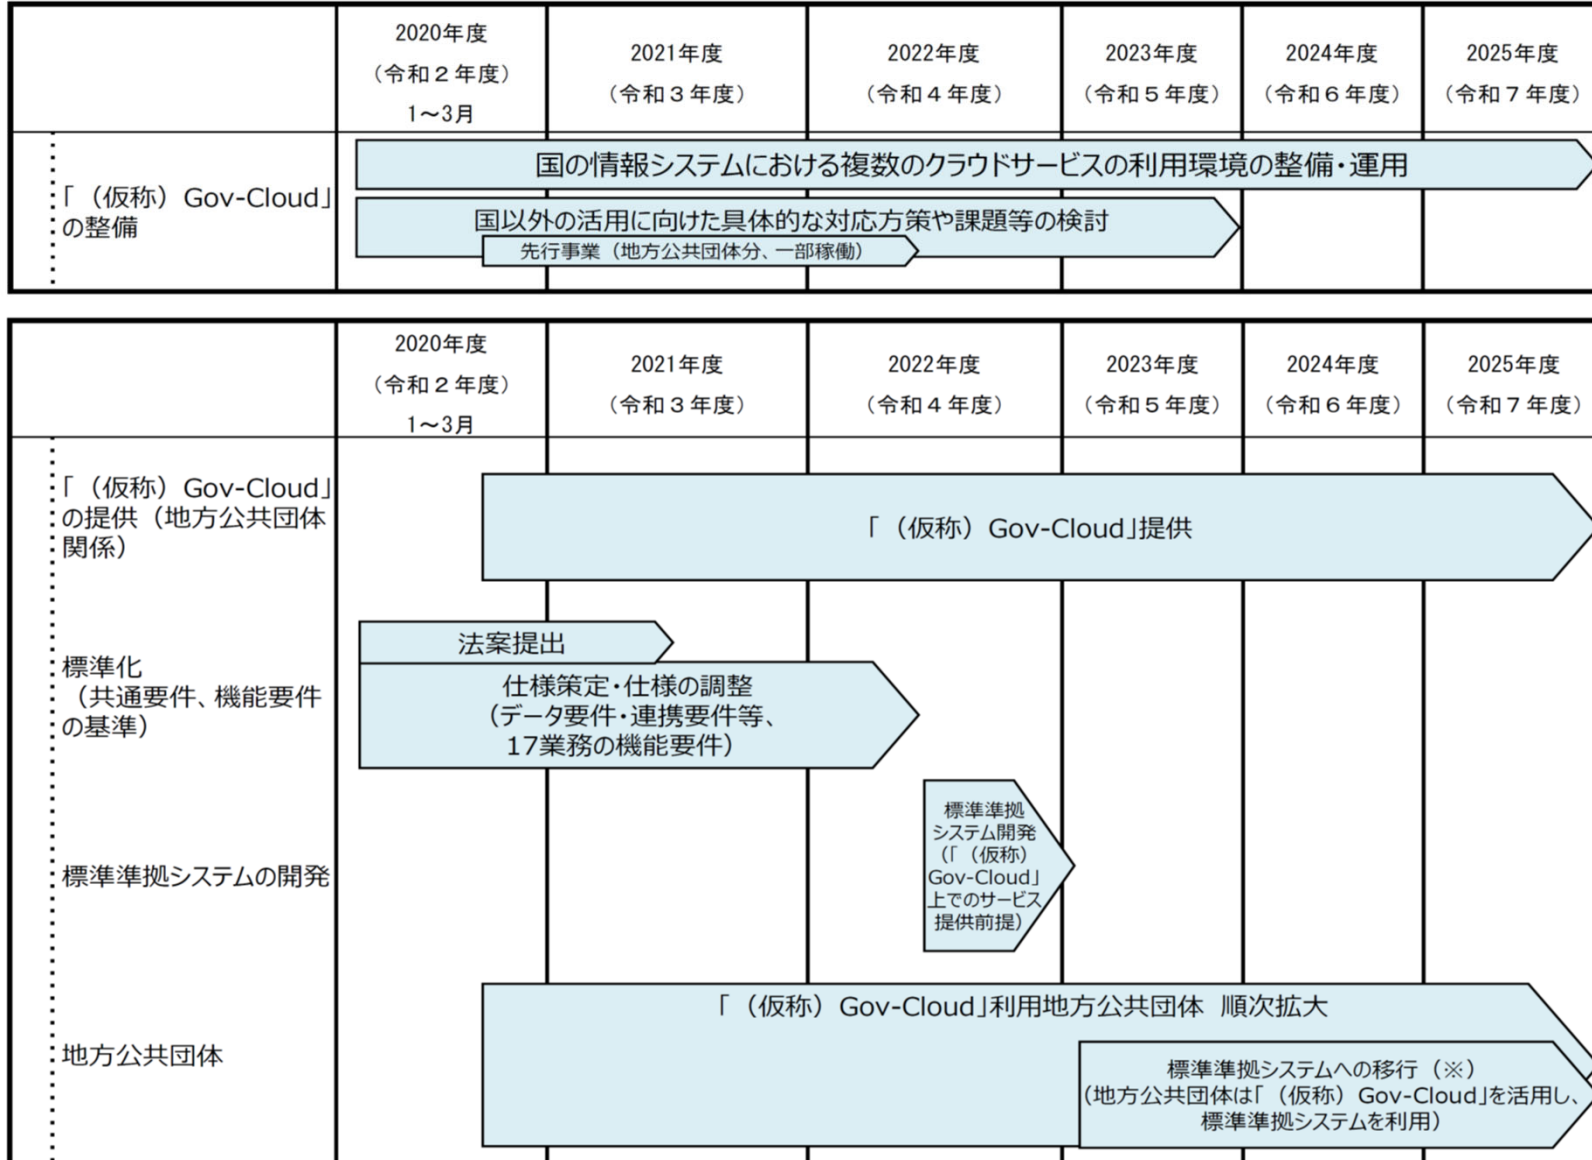 2020年度
（令和２年度）
1～3月
2021年度
（令和３年度）
2022年度
（令和４年度）
2023年度
（令和５年度）
2024年度
（令和６年度）
2025年度
（令和７年度）
「（仮称）Gov-Cloud」
の整備
国の情報システムにおける複数のクラウドサービスの利用環境の整備・運用
国以外の活用に向けた具体的な対応方策や課題等の検討
先行事業（地方公共団体分、一部稼働）
2020年度
（令和２年度）
1～3月
2021年度
（令和３年度）
2022年度
（令和４年度）
2023年度
（令和５年度）
2024年度
（令和６年度）
2025年度
（令和７年度）
「（仮称）Gov-Cloud」
の提供（地方公共団体
関係）
「（仮称）Gov-Cloud」提供
標準化
（共通要件、機能要件
の基準）
法案提出
仕様策定・仕様の調整
（データ要件・連携要件等、
17業務の機能要件）
標準準拠システムの開発
標準準拠
システム開発
（「（仮称）
Gov-Cloud」
上でのサービス
提供前提）
地方公共団体
「（仮称）Gov-Cloud」利用地方公共団体 順次拡大
標準準拠システムへの移行（※）
（地方公共団体は「（仮称）Gov-Cloud」を活用し、
標準準拠システムを利用）